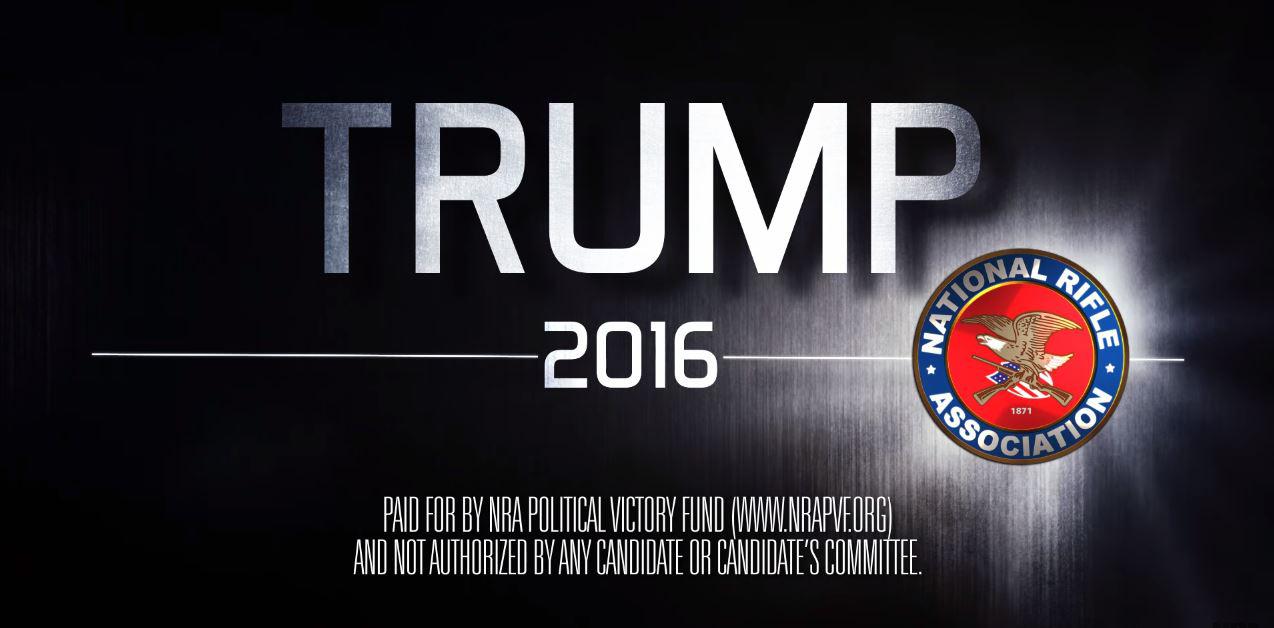 TRUMP
2016
NATIONAL RIFLE
ASSOCIATION
1871
PAID FOR BY NRA POLITICAL VICTORY FUND (WWW.NRAPVF.ORG)
AND NOT AUTHORIZED BY ANY CANDIDATE OR CANDIDATE'S COMMITTEE.